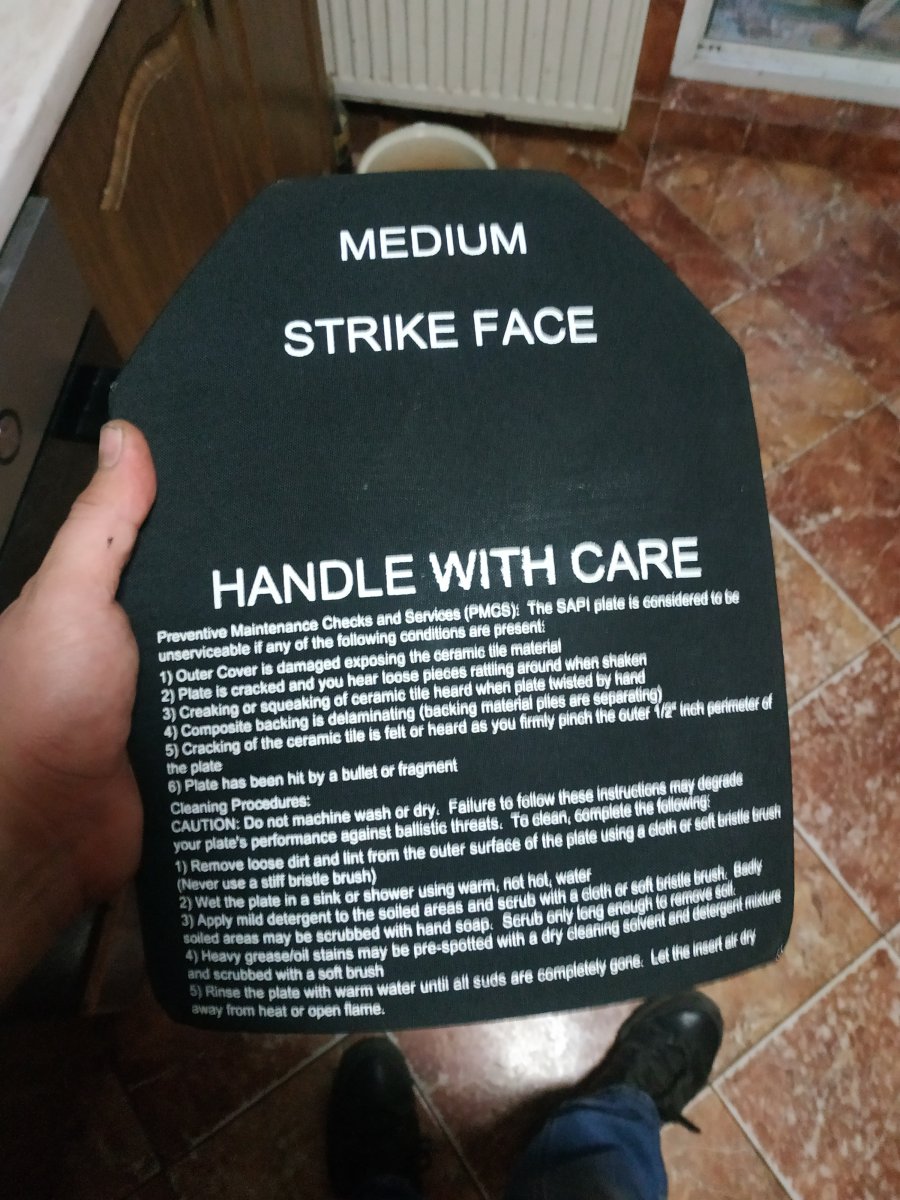 MEDIUM
STRIKE FACE
HANDLE WITH CARE
Preventive Maintenance Checks and Services (PMCS): The SAPI plate is considered to be
unserviceable if any of the following conditions are present:
1) Outer Cover is damaged exposing the ceramic tile material
2) Plate is cracked and you hear loose pieces rattling around when shaken
3) Creaking or squeaking of ceramic tile heard when plate twisted by hand
4) Composite backing is delaminating (backing material plies are separating)
5) Cracking of the ceramic tile is felt or heard as you firmly pinch the outer 1/2" inch perimeter of
the plate
6) Plate has been hit by a bullet or fragment
Cleaning Procedures:
CAUTION: Do not machine wash or dry. Failure to follow these instructions may degrade
your plate's performance against ballistic threats. To clean, complete the following:
1) Remove loose dirt and lint from the outer surface of the plate using a cloth or soft bristle brush
(Never use a stiff bristle brush)
2) Wet the plate in a sink or shower using warm, not hot, water
3) Apply mild detergent to the soiled areas and scrub with a cloth or soft bristle brush. Badly
soiled areas may be scrubbed with hand soap. Scrub only long enough to remove soil.
4) Heavy grease/oil stains may be pre-spotted with a dry cleaning solvent and detergent mixture
and scrubbed with a soft brush
5) Rinse the plate with warm water until all suds are completely gone. Let the insert air dry
away from heat or open flame.